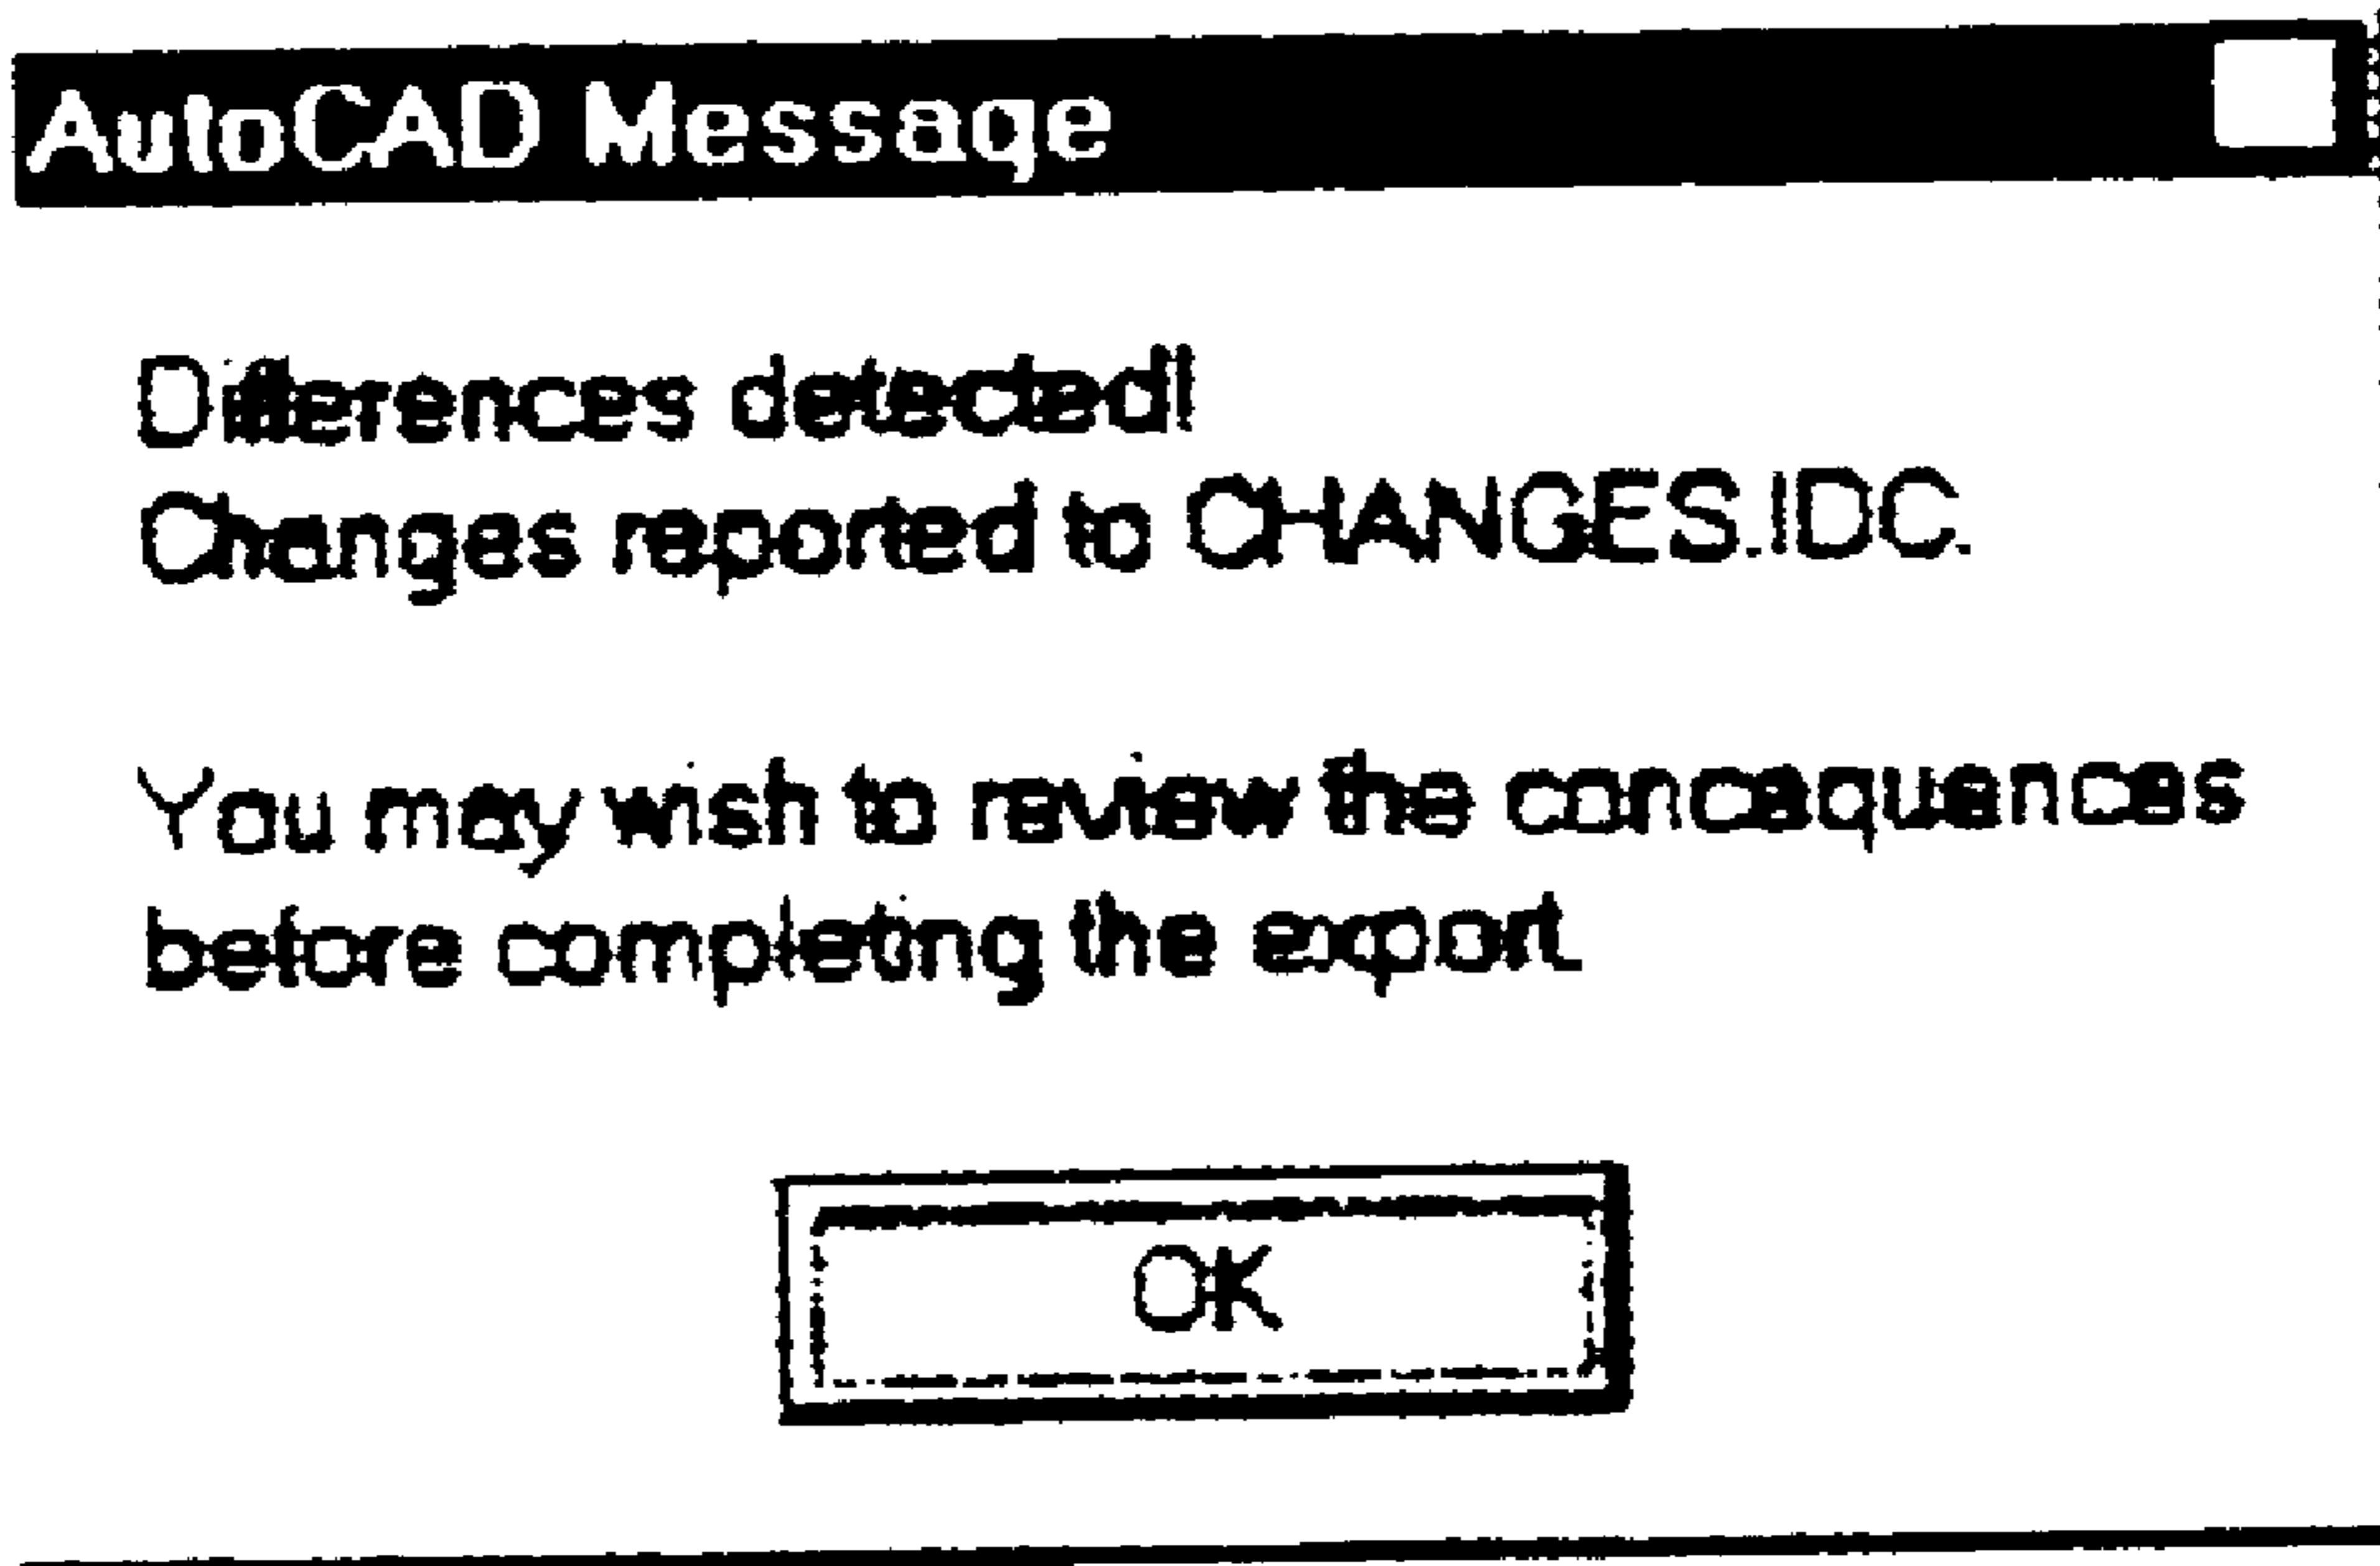 AutoCAD Message
Differences detected!
Changes reported to CHANGES.IDC.
You may wish to review the concequences
before completing the export.
OK